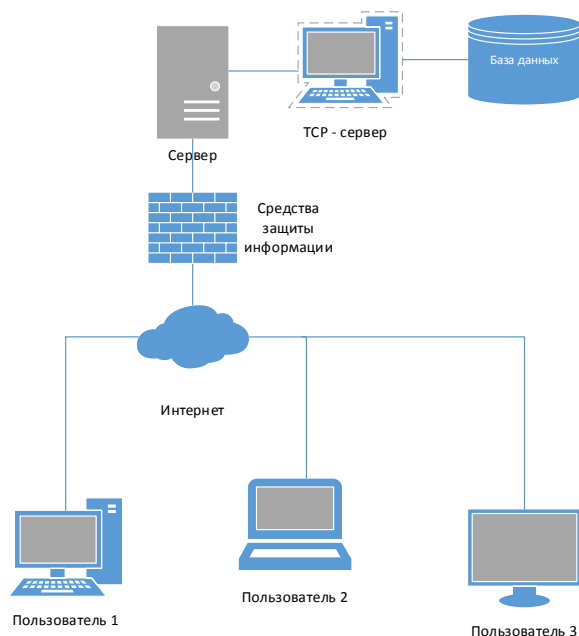 База данных
TCP - сервер
Сервер
Средства
защиты
информации
Интернет
Пользователь 1
Пользователь 2
Пользователь 3